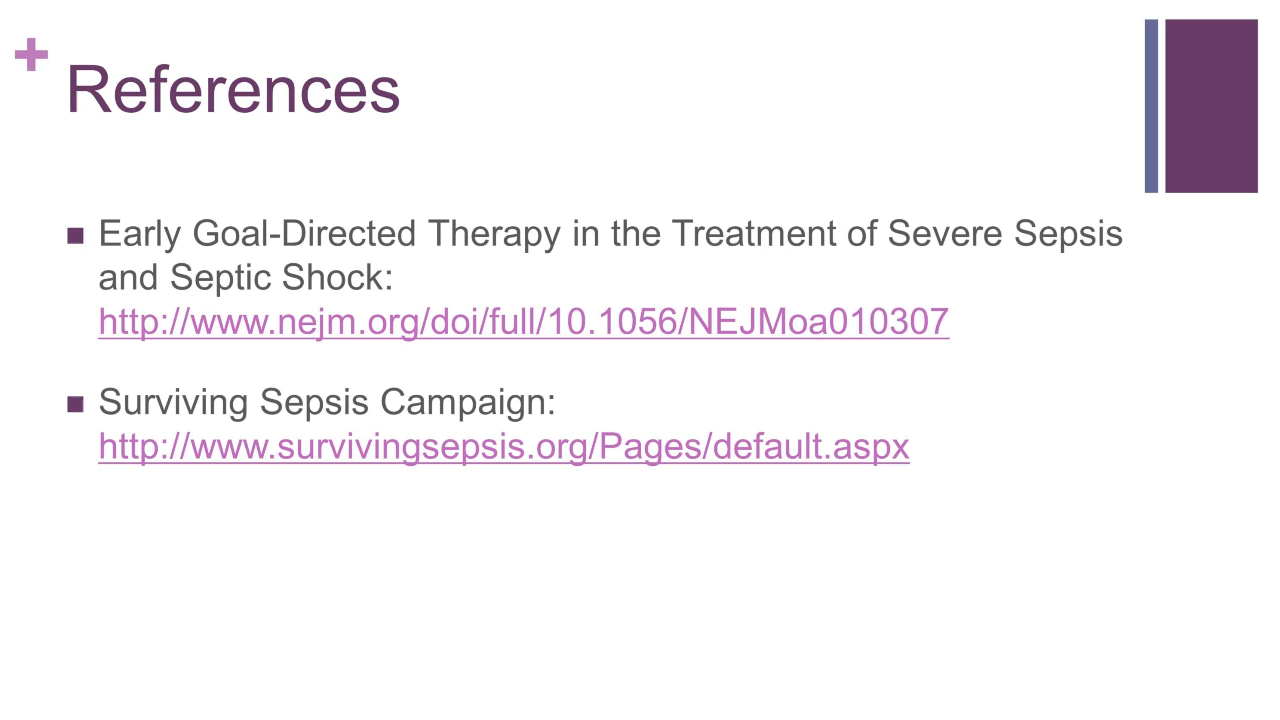 +
References
■ Early Goal-Directed Therapy in the Treatment of Severe Sepsis
and Septic Shock:
http://www.nejm.org/doi/full/10.1056/NEJMoa010307
■ Surviving Sepsis Campaign:
http://www.survivingsepsis.org/Pages/default.aspx